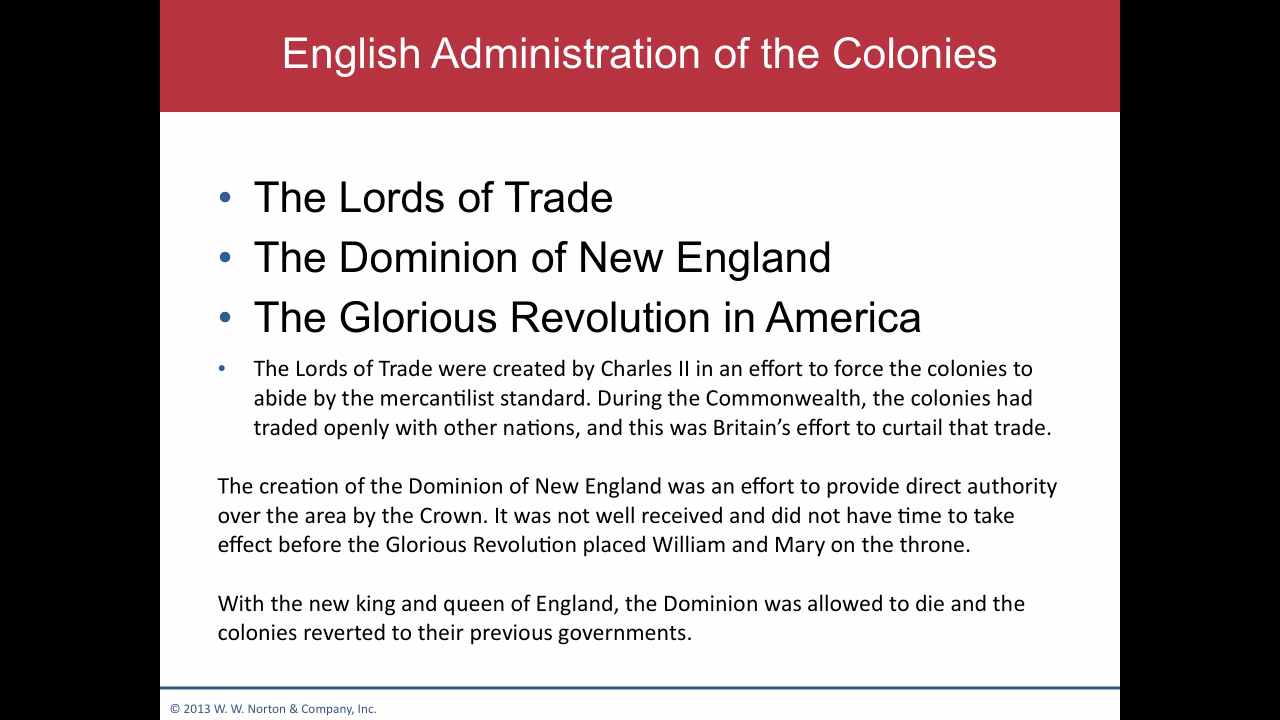 English Administration of the Colonies
• The Lords of Trade
• The Dominion of New England
• The Glorious Revolution in America
• The Lords of Trade were created by Charles II in an effort to force the colonies to
abide by the mercantilist standard. During the Commonwealth, the colonies had
traded openly with other nations, and this was Britain’s effort to curtail that trade.
The creation of the Dominion of New England was an effort to provide direct authority
over the area by the Crown. It was not well received and did not have time to take
effect before the Glorious Revolution placed William and Mary on the throne.
With the new king and queen of England, the Dominion was allowed to die and the
colonies reverted to their previous governments.
© 2013 W. W. Norton & Company, Inc.